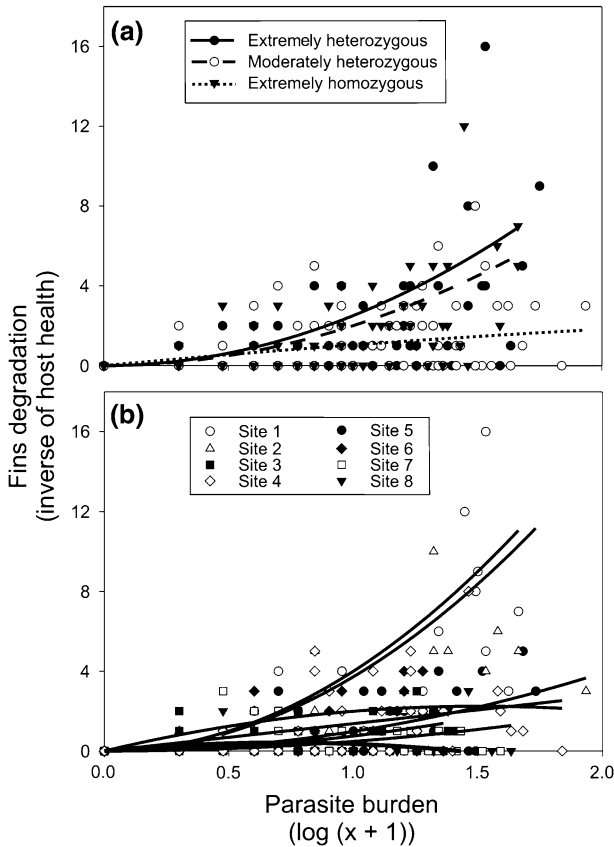 (a)
Extremely heterozygous
Moderately heterozygous
Extremely homozygous
16
12
8
4
0
Fins degradation
(inverse of host health)
(b)
Site 1 Site 5
Site 2 Site 6
Site 3 Site 7
Site 4 Site 8
16
12
8
4
0
0.0 0.5 1.0 1.5 2.0
Parasite burden
(log (x + 1))